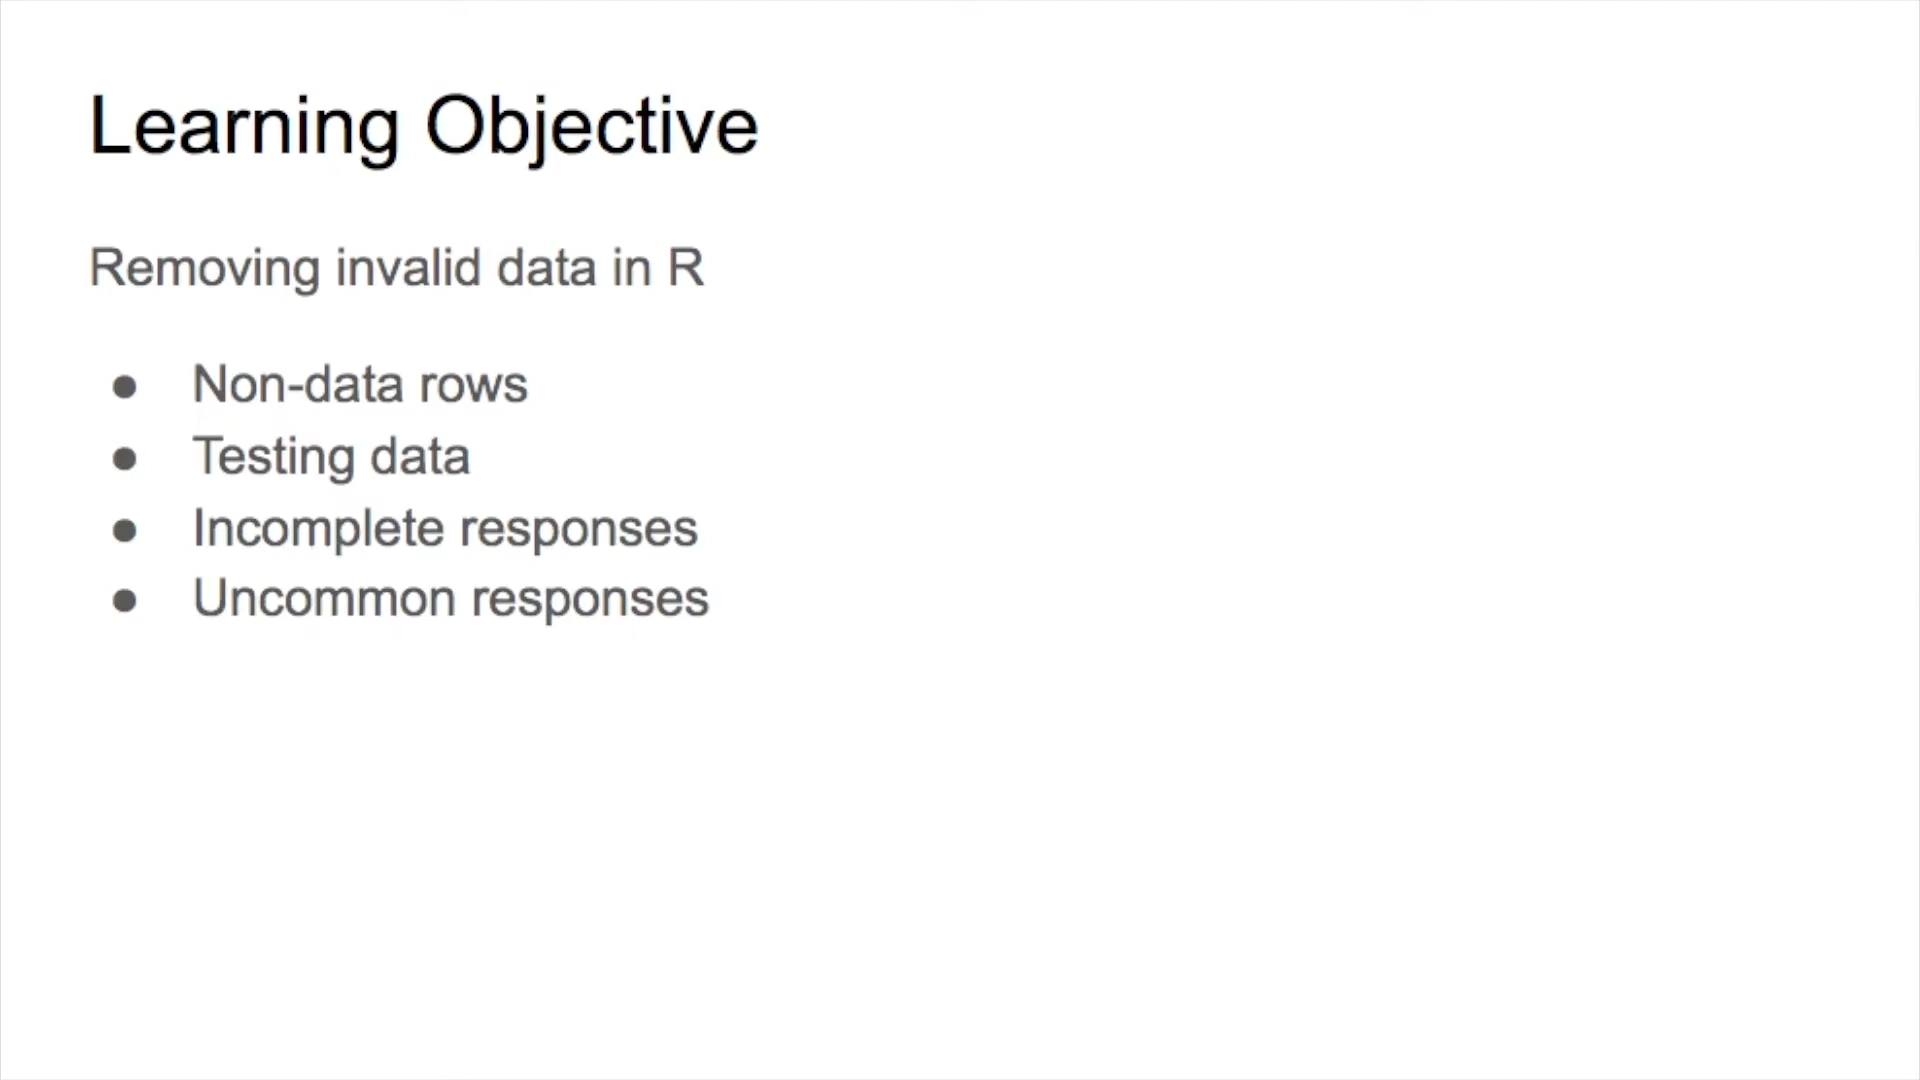 Learning Objective
Removing invalid data in R
● Non-data rows
● Testing data
● Incomplete responses
● Uncommon responses